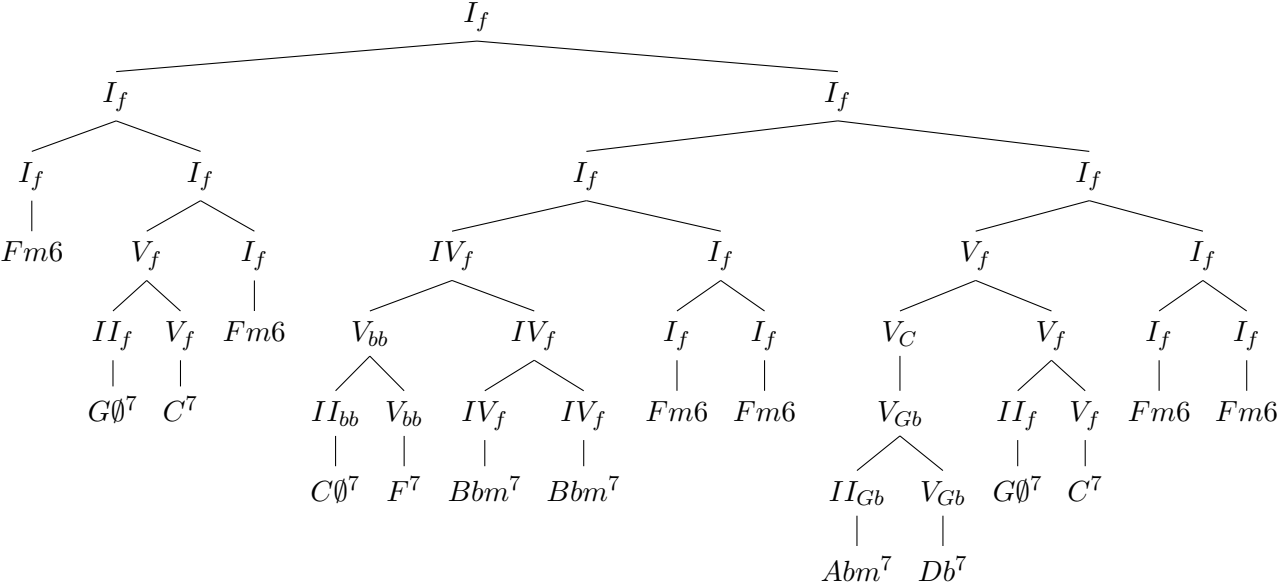 I_f
I_f I_f
I_f I_f I_f I_f
Fm6 V_f I_f IV_f I_f V_f I_f
II_f V_f Fm6 V_bb IV_f I_f I_f V_C V_f I_f I_f
G∅^7 C^7 II_bb V_bb IV_f IV_f Fm6 Fm6 V_Gb II_f V_f Fm6 Fm6
C∅^7 F^7 Bbm^7 Bbm^7 II_Gb V_Gb G∅^7 C^7
Abm^7 Db^7